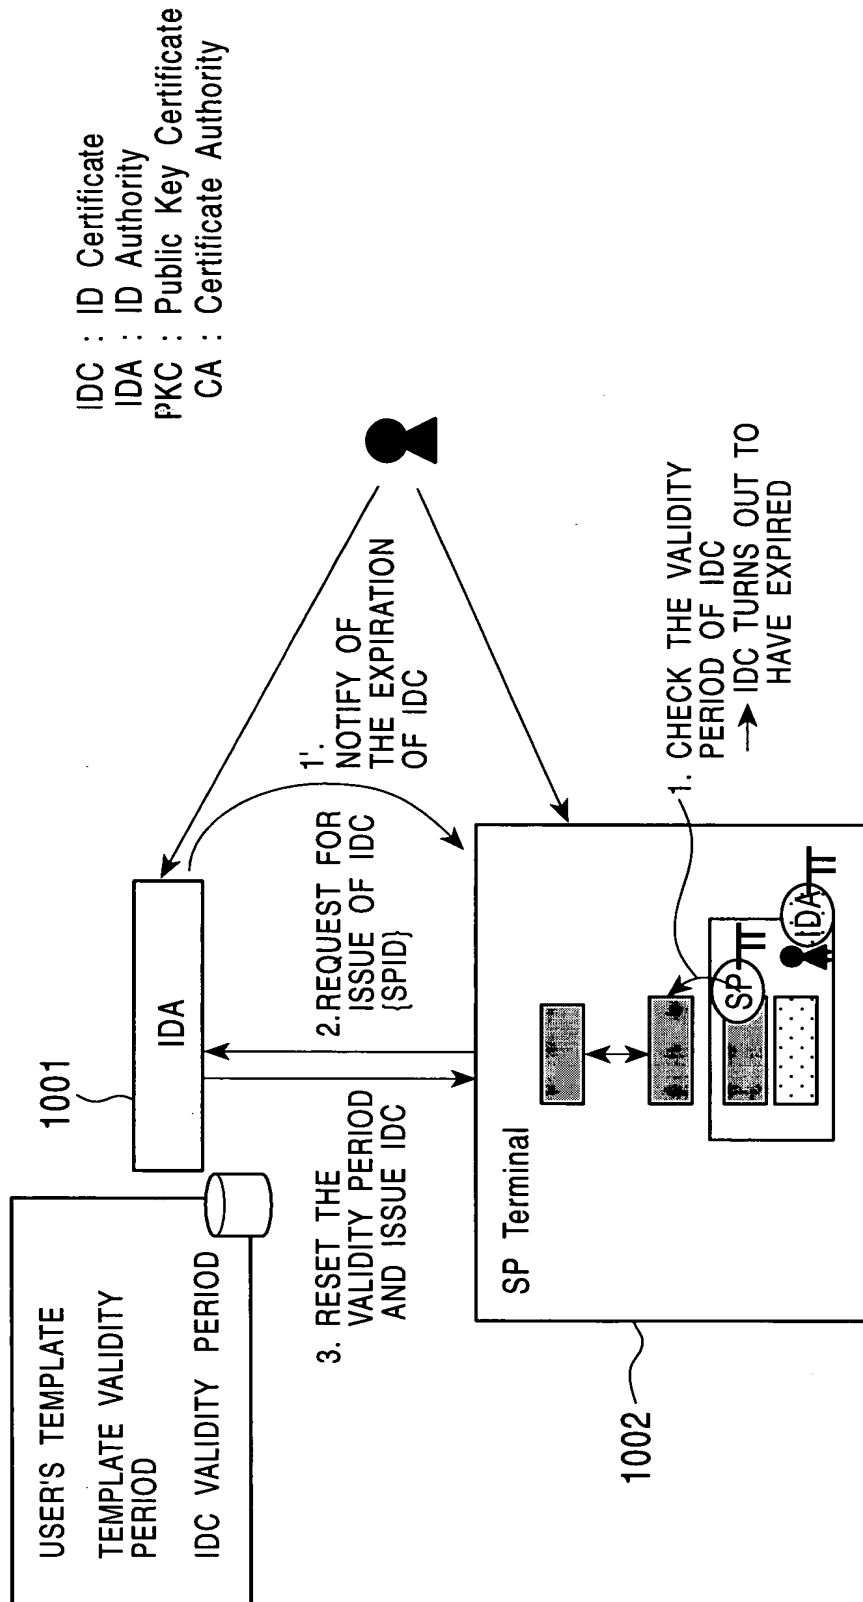 IDC : ID Certificate
IDA : ID Authority
PKC : Public Key Certificate
CA : Certificate Authority
USER'S TEMPLATE
TEMPLATE VALIDITY
PERIOD
IDC VALIDITY PERIOD
1001
IDA
1'.
NOTIFY OF
THE EXPIRATION
OF IDC
2.REQUEST FOR
ISSUE OF IDC
{SPID}
3. RESET THE
VALIDITY PERIOD
AND ISSUE IDC
SP Terminal
1002
SP
IDA
1. CHECK THE VALIDITY
PERIOD OF IDC
→ IDC TURNS OUT TO
HAVE EXPIRED